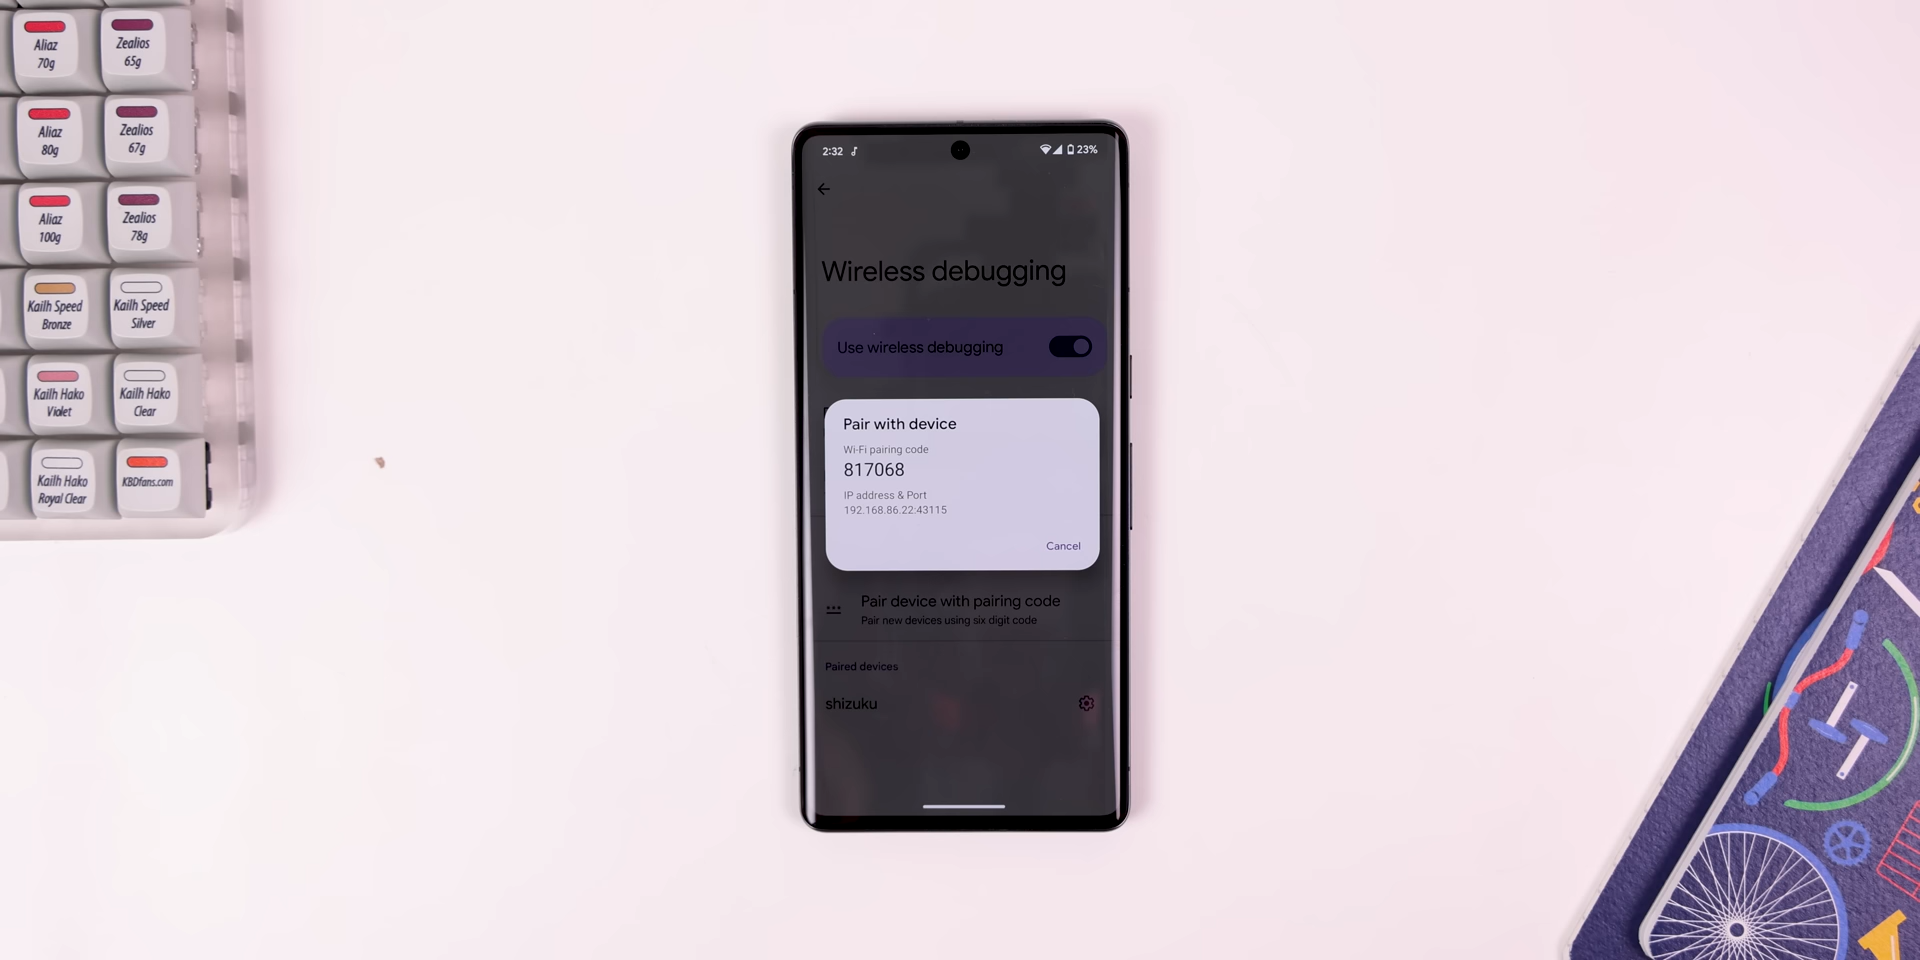 Aliaz
70g
Zealios
65g
Aliaz
80g
Zealios
67g
Aliaz
100g
Zealios
78g
Kailh Speed
Bronze
Kailh Speed
Silver
Kailh Hako
Violet
Kailh Hako
Clear
Kailh Hako
Royal Clear
KBDfans.com
2:32
23%
Wireless debugging
Use wireless debugging
Pair with device
Wi-Fi pairing code
817068
IP address & Port
192.168.86.22:43115
Cancel
Pair device with pairing code
Pair new devices using six digit code
Paired devices
shizuku